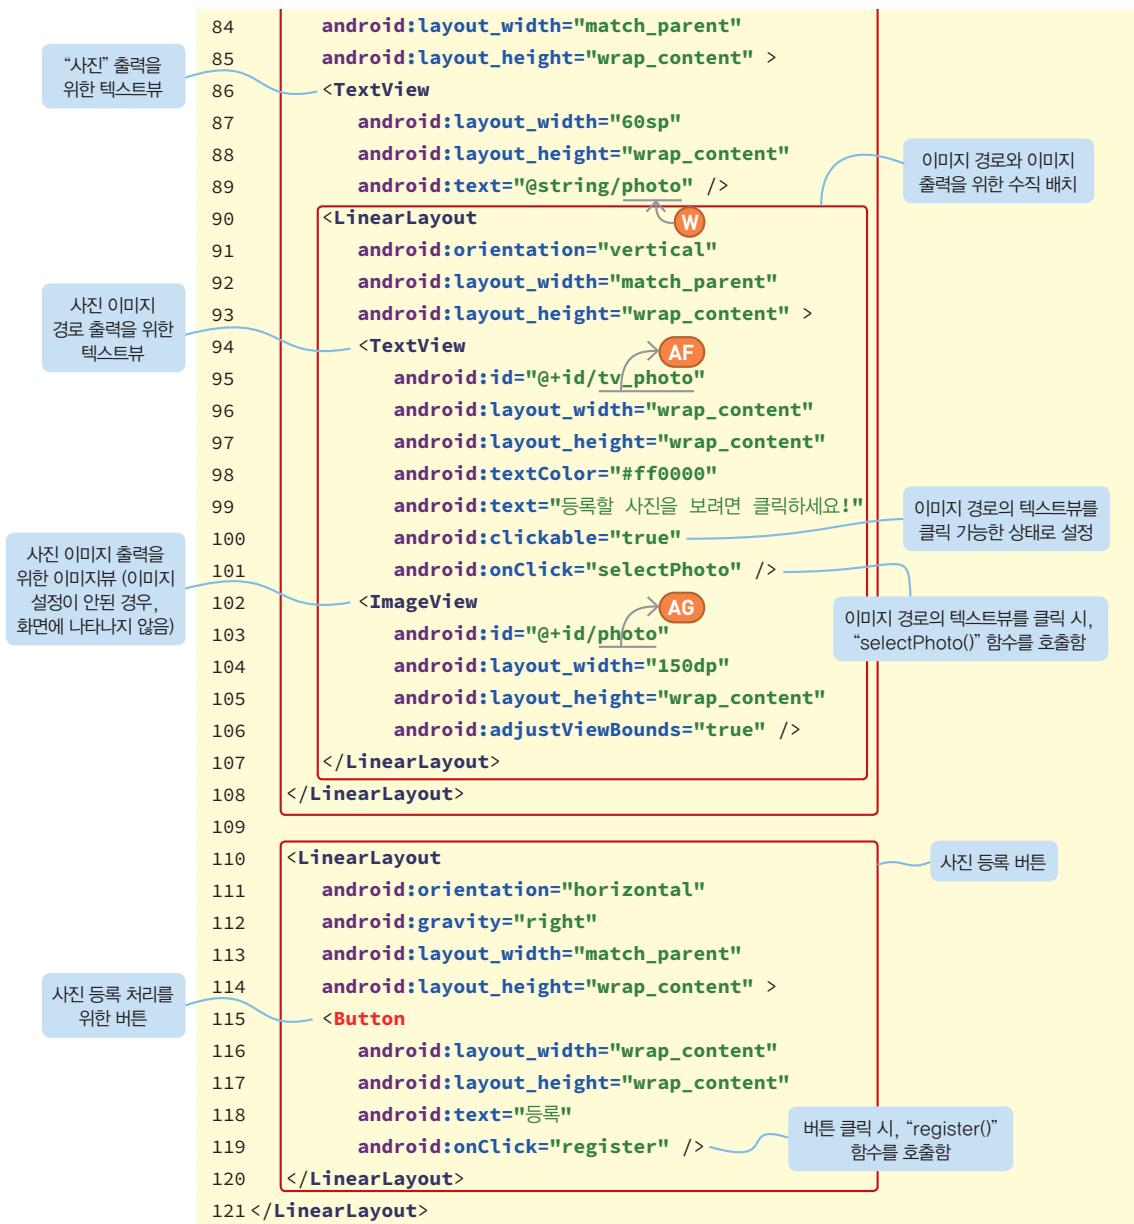 84 android:layout_width="match_parent"
85 android:layout_height="wrap_content" >
“사진” 출력을
위한 텍스트뷰
86 <TextView
87 android:layout_width="60sp"
88 android:layout_height="wrap_content"
이미지 경로와 이미지
출력을 위한 수직 배치
89 android:text="@string/photo" />
90 <LinearLayout
W
91 android:orientation="vertical"
92 android:layout_width="match_parent"
93 android:layout_height="wrap_content" >
사진 이미지
경로 출력을 위한
텍스트뷰
94 <TextView
AF
95 android:id="@+id/tv_photo"
96 android:layout_width="wrap_content"
97 android:layout_height="wrap_content"
98 android:textColor="#ff0000"
99 android:text="등록할 사진을 보려면 클릭하세요!"
100 android:clickable="true"
이미지 경로의 텍스트뷰를
클릭 가능한 상태로 설정
101 android:onClick="selectPhoto" />
이미지 경로의 텍스트뷰를 클릭 시,
“selectPhoto()” 함수를 호출함
사진 이미지 출력을
위한 이미지뷰 (이미지
설정이 안된 경우,
화면에 나타나지 않음)
102 <ImageView
AG
103 android:id="@+id/photo"
104 android:layout_width="150dp"
105 android:layout_height="wrap_content"
106 android:adjustViewBounds="true" />
107 </LinearLayout>
108 </LinearLayout>
109
110 <LinearLayout
사진 등록 버튼
111 android:orientation="horizontal"
112 android:gravity="right"
113 android:layout_width="match_parent"
114 android:layout_height="wrap_content" >
사진 등록 처리를
위한 버튼
115 <Button
116 android:layout_width="wrap_content"
117 android:layout_height="wrap_content"
118 android:text="등록"
119 android:onClick="register" />
버튼 클릭 시, “register()”
함수를 호출함
120 </LinearLayout>
121 </LinearLayout>